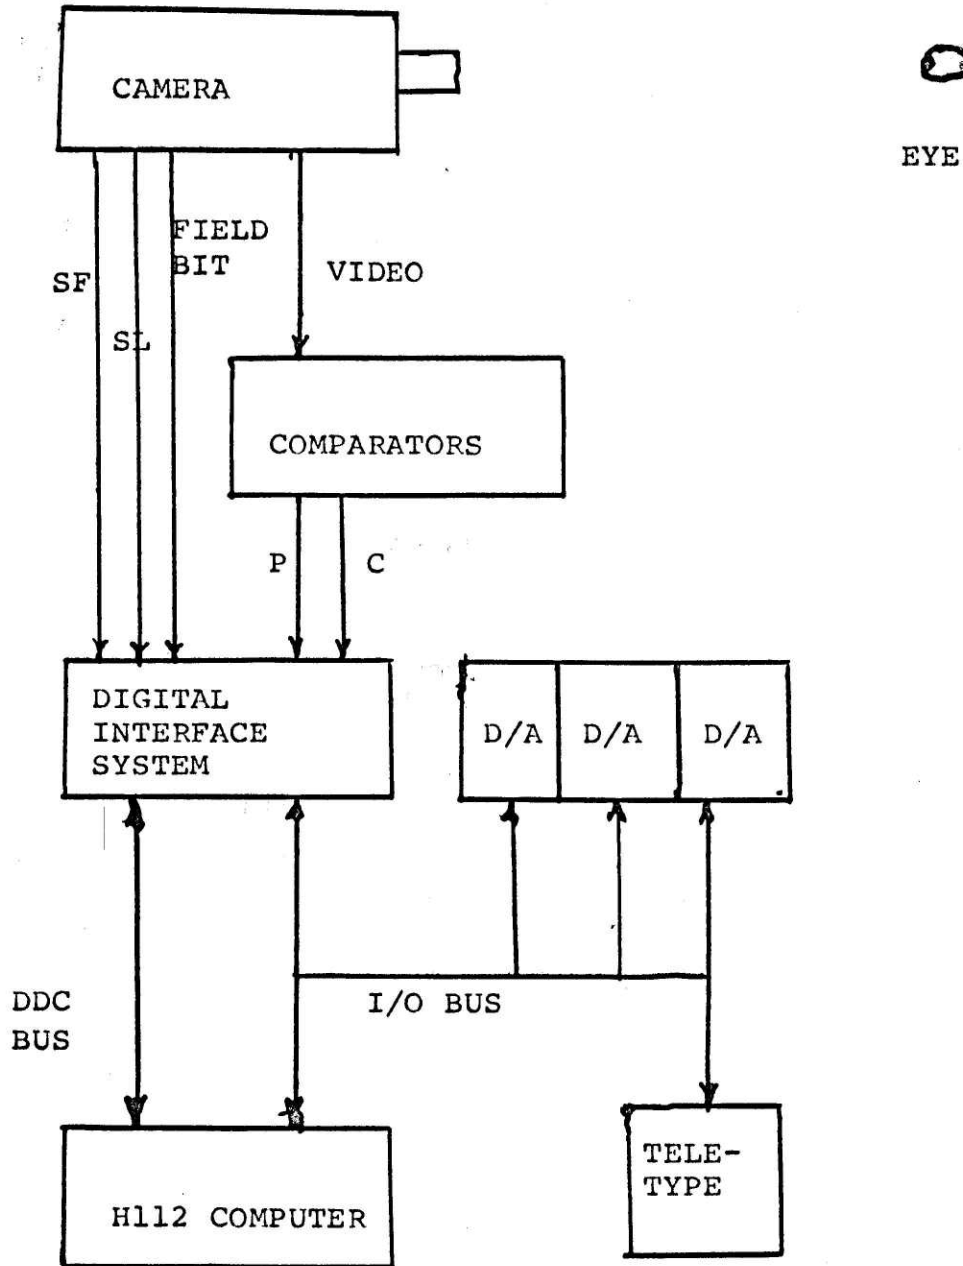 CAMERA
EYE
FIELD
BIT
SF
VIDEO
SL
COMPARATORS
P
C
DIGITAL
INTERFACE
SYSTEM
D/A
D/A
D/A
DDC
BUS
I/O BUS
H112 COMPUTER
TELE-
TYPE